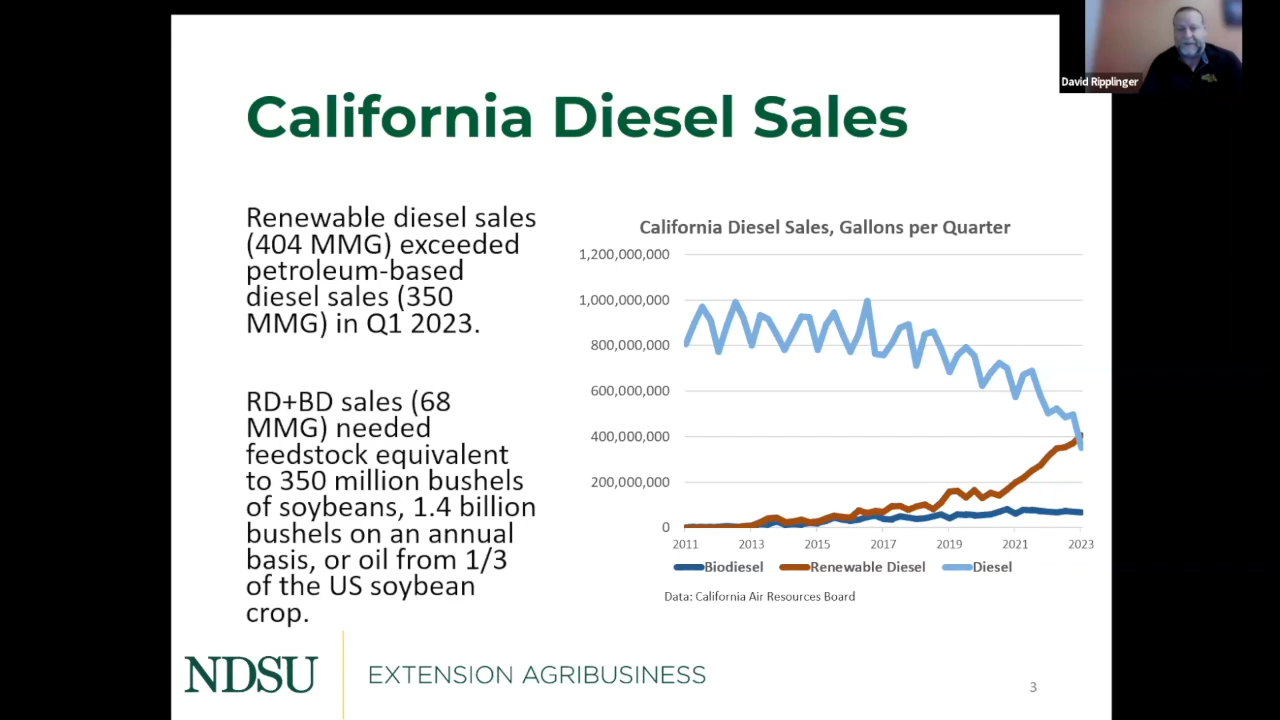 David Ripplinger
California Diesel Sales
Renewable diesel sales
(404 MMG) exceeded
petroleum-based
diesel sales (350
MMG) in Q1 2023.
RD+BD sales (68
MMG) needed
feedstock equivalent
to 350 million bushels
of soybeans, 1.4 billion
bushels on an annual
basis, or oil from 1/3
of the US soybean
crop.
California Diesel Sales, Gallons per Quarter
1,200,000,000
1,000,000,000
800,000,000
600,000,000
400,000,000
200,000,000
0
2011 2013 2015 2017 2019 2021 2023
Biodiesel Renewable Diesel Diesel
Data: California Air Resources Board
NDSU EXTENSION AGRIBUSINESS
3